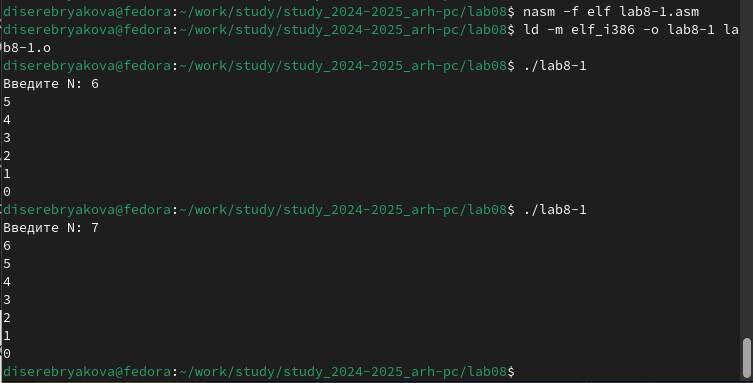 diserebryakova@fedora:~/work/study/study_2024-2025_arh-pc/lab08$ nasm -f elf lab8-1.asm
diserebryakova@fedora:~/work/study/study_2024-2025_arh-pc/lab08$ ld -m elf_i386 -o lab8-1 la
b8-1.o
diserebryakova@fedora:~/work/study/study_2024-2025_arh-pc/lab08$ ./lab8-1
Введите N: 6
5
4
3
2
1
0
diserebryakova@fedora:~/work/study/study_2024-2025_arh-pc/lab08$ ./lab8-1
Введите N: 7
6
5
4
3
2
1
0
diserebryakova@fedora:~/work/study/study_2024-2025_arh-pc/lab08$